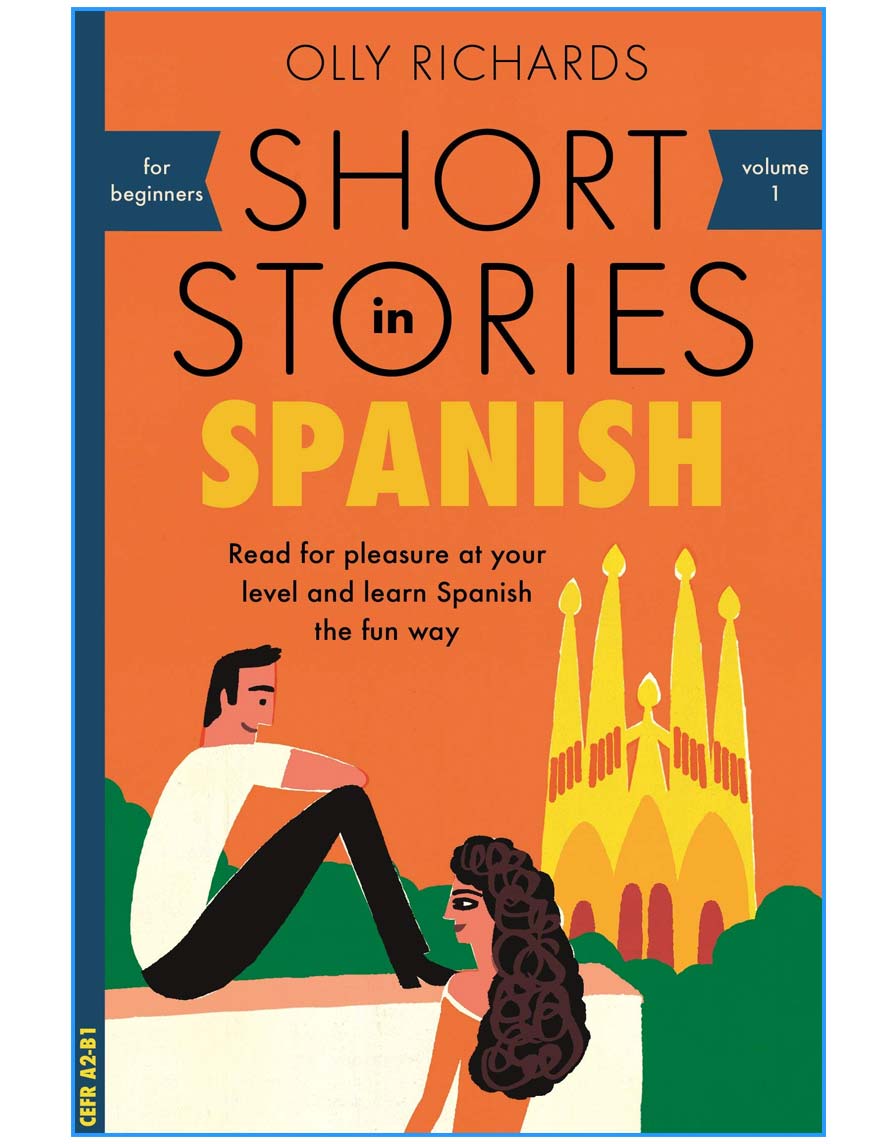 OLLY RICHARDS
for
beginners
SHORT
volume
1
STORIES
in
SPANISH
Read for pleasure at your
level and learn Spanish
the fun way
CEFR A2-B1